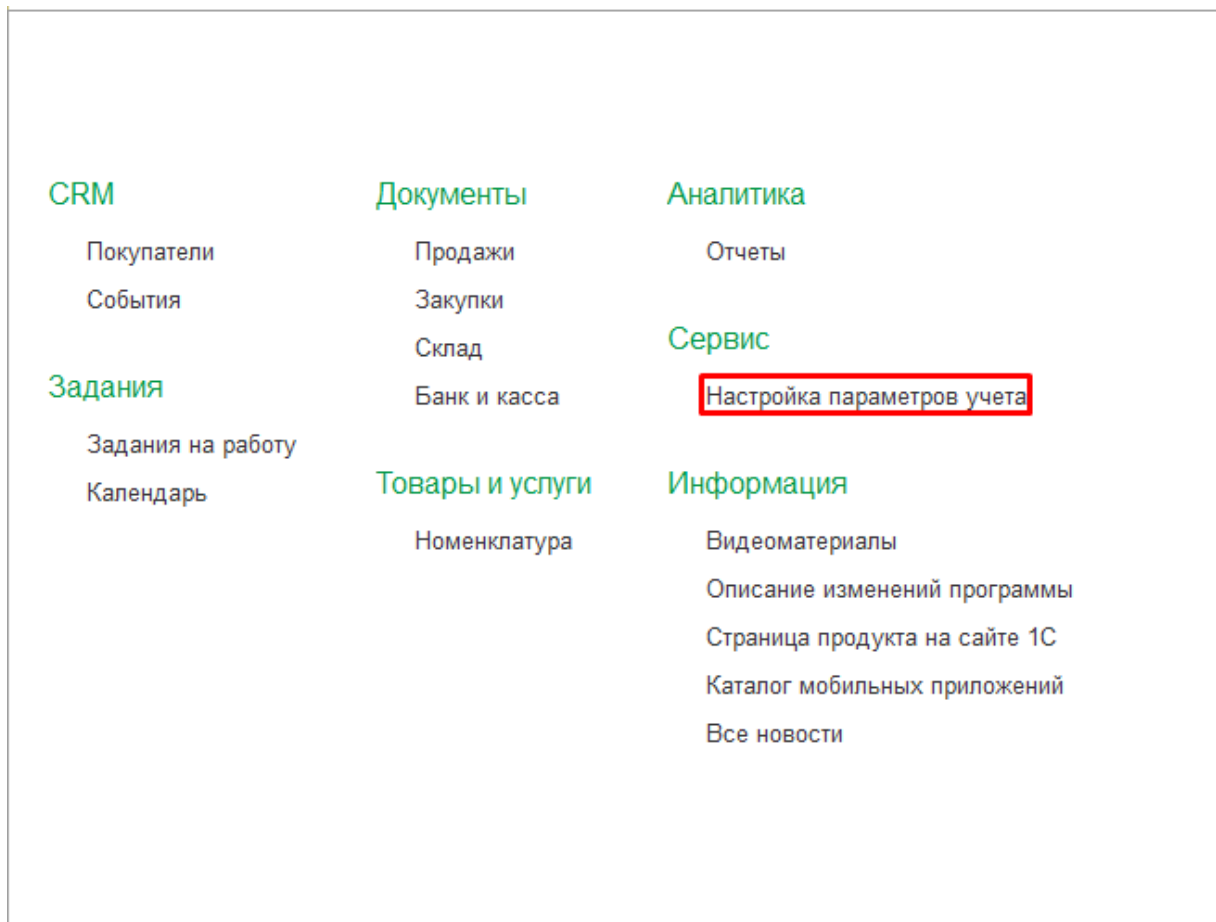 CRM
Покупатели
События
Задания
Задания на работу
Календарь
Документы
Продажи
Закупки
Склад
Банк и касса
Товары и услуги
Номенклатура
Аналитика
Отчеты
Сервис
Настройка параметров учета
Информация
Видеоматериалы
Описание изменений программы
Страница продукта на сайте 1С
Каталог мобильных приложений
Все новости